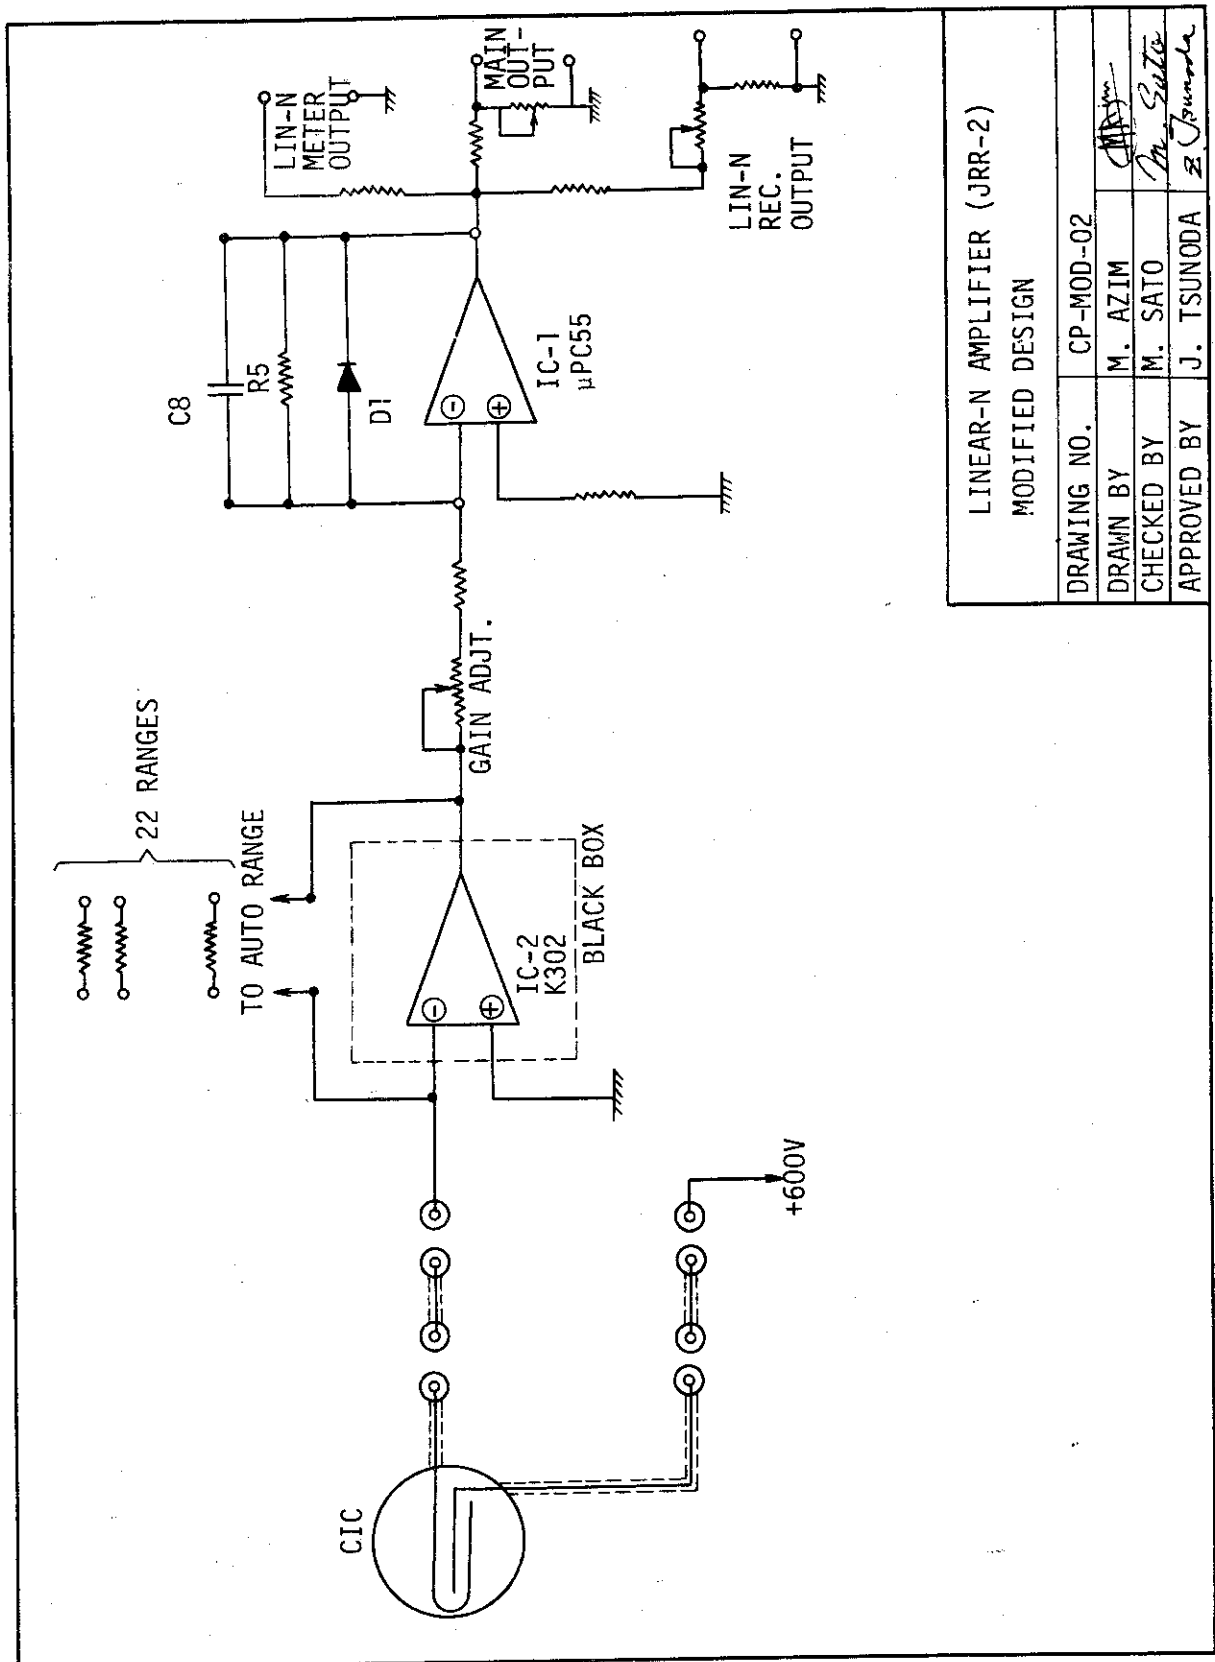 CIC
+600V
22 RANGES
TO AUTO RANGE
IC-2
K302
BLACK BOX
GAIN ADJT.
C8
R5
D1
IC-1
μPC55
LIN-N
METER
OUTPUT
MAIN
OUT-
PUT
LIN-N
REC.
OUTPUT
LINEAR-N AMPLIFIER (JRR-2)
MODIFIED DESIGN
DRAWING NO. CP-MOD-02
DRAWN BY M. AZIM
CHECKED BY M. SATO M. Sato
APPROVED BY J. TSUNODA Tsunoda